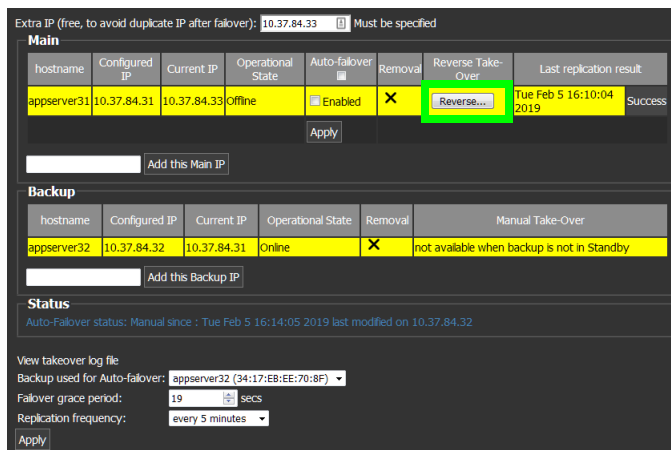 Extra IP (free, to avoid duplicate IP after failover): 10.37.84.33 Must be specified
Main
hostname Configured IP Current IP Operational State Auto-failover Removal Reverse Take-Over Last replication result
appserver31 10.37.84.31 10.37.84.33 Offline Enabled X Reverse... Tue Feb 5 16:10:04 2019 Success
Apply
Add this Main IP
Backup
hostname Configured IP Current IP Operational State Removal Manual Take-Over
appserver32 10.37.84.32 10.37.84.31 Online X not available when backup is not in Standby
Add this Backup IP
Status
Auto-Failover status: Manual since : Tue Feb 5 16:14:05 2019 last modified on 10.37.84.32
View takeover log file
Backup used for Auto-failover: appserver32 (34:17:EB:EE:70:8F)
Failover grace period: 19 secs
Replication frequency: every 5 minutes
Apply